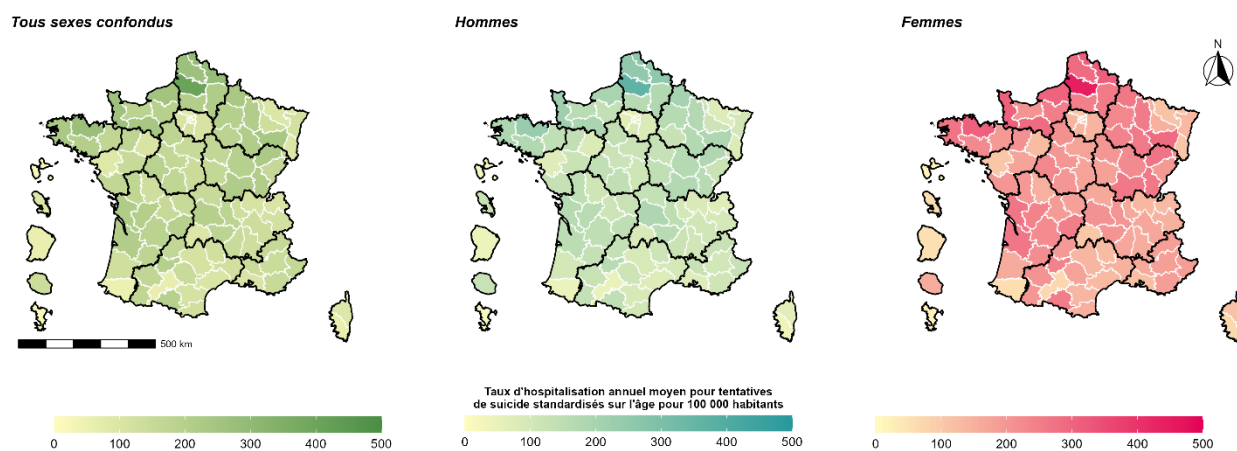 Tous sexes confondus
Hommes
Femmes
N
500 km
Taux d'hospitalisation annuel moyen pour tentatives
de suicide standardisés sur l'âge pour 100 000 habitants
0 100 200 300 400 500
0 100 200 300 400 500
0 100 200 300 400 500